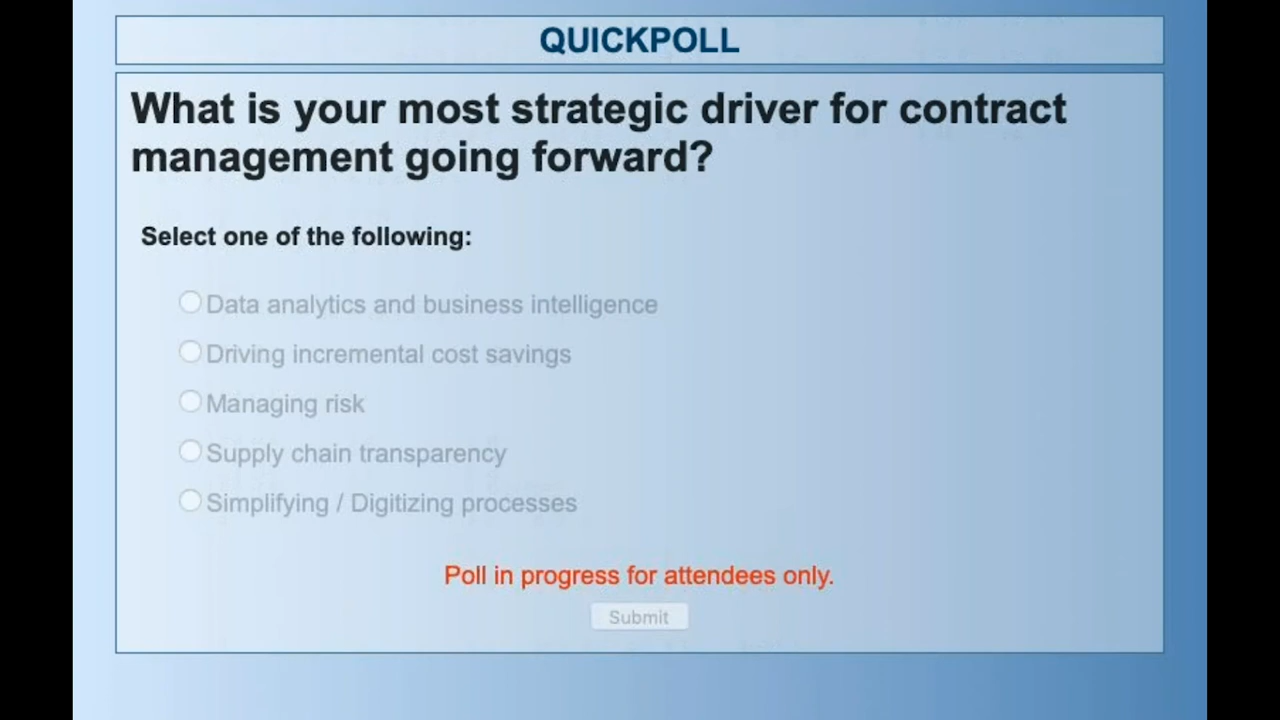 QUICKPOLL
What is your most strategic driver for contract
management going forward?
Select one of the following:
Data analytics and business intelligence
Driving incremental cost savings
Managing risk
Supply chain transparency
Simplifying / Digitizing processes
Poll in progress for attendees only.
Submit